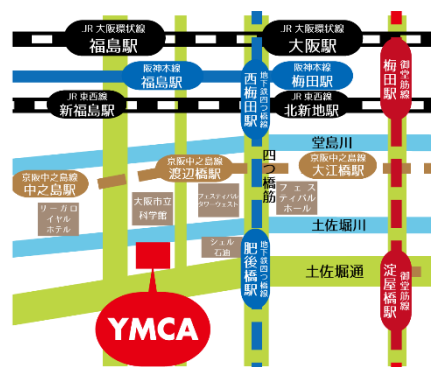 JR 大阪環状線
福島駅
JR 大阪環状線
大阪駅
阪神本線
福島駅
阪神本線
梅田駅
地下鉄四つ橋線
西梅田駅
御堂筋線
梅田駅
JR 東西線
新福島駅
JR 東西線
北新地駅
堂島川
京阪中之島線
中之島駅
京阪中之島線
渡辺橋駅
四つ橋筋
京阪中之島線
大江橋駅
リーガロ
イヤル
ホテル
大阪市立
科学館
フェスティバル
タワーウェスト
フェス
ティバル
ホール
土佐堀川
シェル
石油
地下鉄四つ橋線
肥後橋駅
土佐堀通
御堂筋線
淀屋橋駅
YMCA